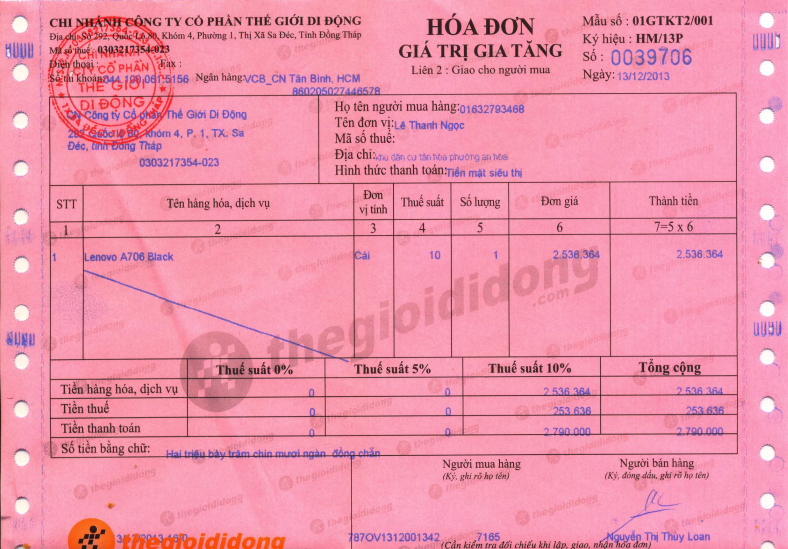 CHI NHÁNH CÔNG TY CỔ PHẦN THẾ GIỚI DI ĐỘNG
Địa chỉ: Số 292, Quốc Lộ 80, Khóm 4, Phường 1, Thị Xã Sa Đéc, Tỉnh Đồng Tháp
Mã số thuế: 0303217354-023
Điện thoại: Fax :
Số tài khoản: Ngân hàng: VCB_CN Tân Bình, HCM
8602050274 46578
HÓA ĐƠN
GIÁ TRỊ GIA TĂNG
Liên 2 : Giao cho người mua
Mẫu số : 01GTKT2/001
Ký hiệu : HM/13P
Số : 0039706
Ngày: 13/12/2013
CHI NHÁNH
CTY CỔ PHẦN
THẾ GIỚI
DI ĐỘNG
CN Công ty Cổ phần Thế Giới Di Động
292 Quốc lộ 80, khóm 4, P. 1, TX. Sa
Đéc, tỉnh Đồng Tháp
0303217354-023
Họ tên người mua hàng: 01632793468
Tên đơn vị: Lê Thanh Ngọc
Mã số thuế:
Địa chỉ: khu dân cư tân hòa phường an hòa
Hình thức thanh toán: Tiền mặt siêu thị
STT Tên hàng hóa, dịch vụ Đơn vị tính Thuế suất Số lượng Đơn giá Thành tiền
1 2 3 4 5 6 7=5 x 6
1 Lenovo A706 Black Cái 10 1 2.536.364 2.536.364
thegioididong
.com
Thuế suất 0% Thuế suất 5% Thuế suất 10% Tổng cộng
Tiền hàng hóa, dịch vụ 0 0 2.536.364 2.536.364
Tiền thuế 0 0 253.636 253.636
Tiền thanh toán 0 0 2.790.000 2.790.000
Số tiền bằng chữ: Hai triệu bảy trăm chín mươi ngàn đồng chẵn
Người mua hàng
(Ký, ghi rõ họ tên)
Người bán hàng
(Ký, đóng dấu, ghi rõ họ tên)
thegioididong
787OV1312001342 7165 Nguyễn Thị Thùy Loan
(Cần kiểm tra đối chiếu khi lập, giao, nhận hóa đơn)